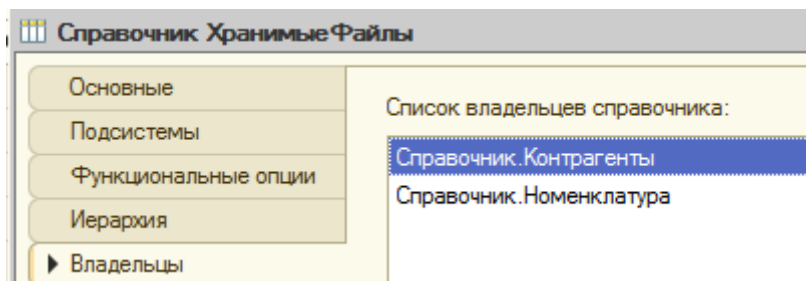 Справочник ХранимыеФайлы
Основные
Подсистемы
Функциональные опции
Иерархия
Владельцы
Список владельцев справочника:
Справочник.Контрагенты
Справочник.Номенклатура